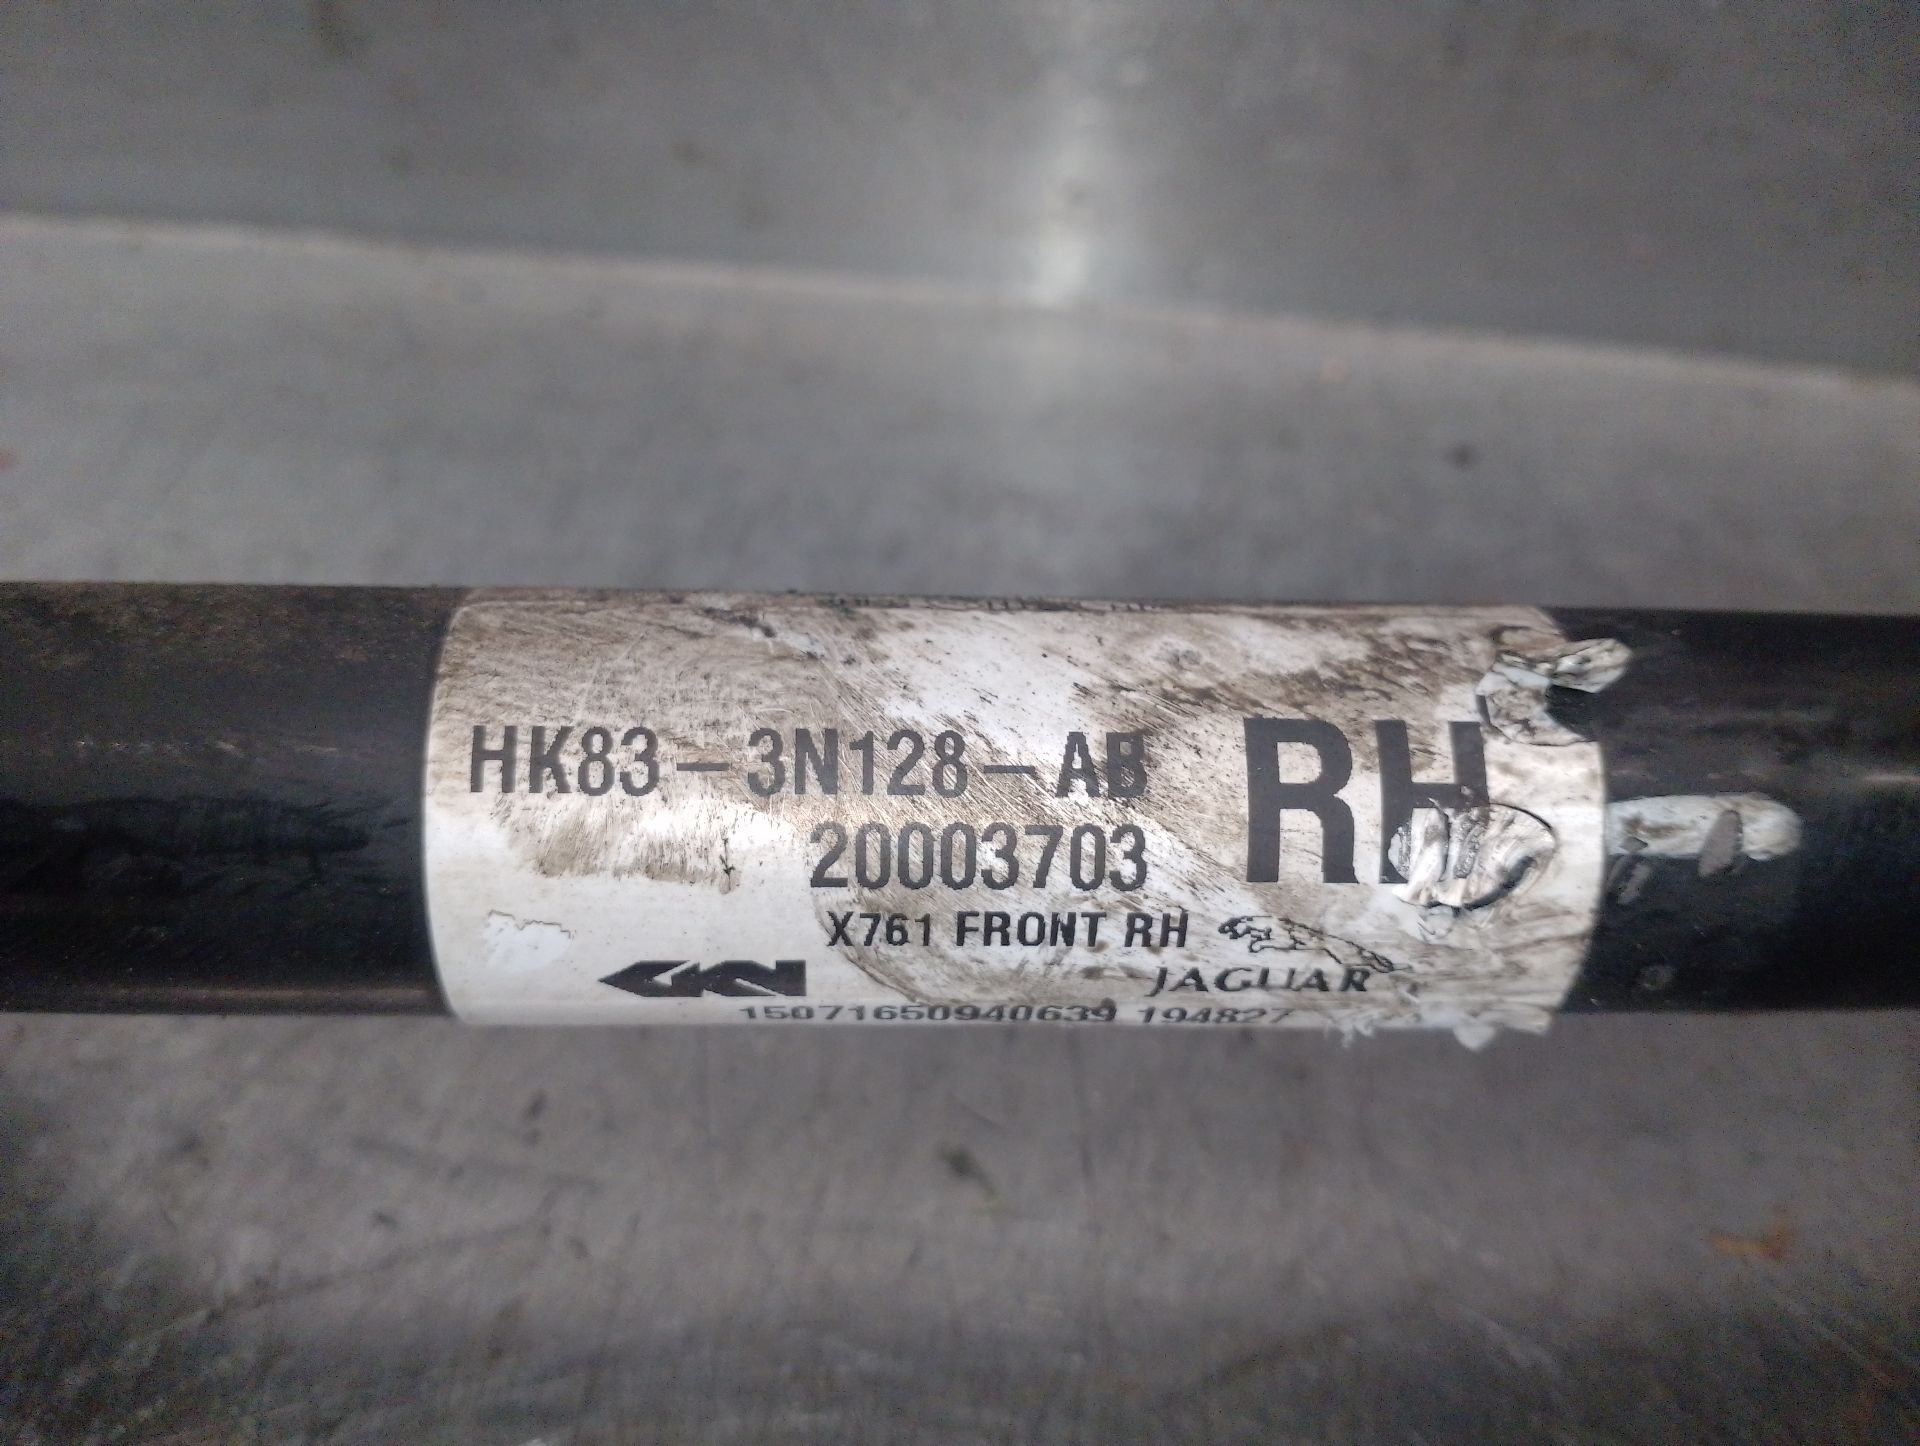 HK83-3N128-AB RH
20003703
X761 FRONT RH
GKN JAGUAR
15071650940639 194827